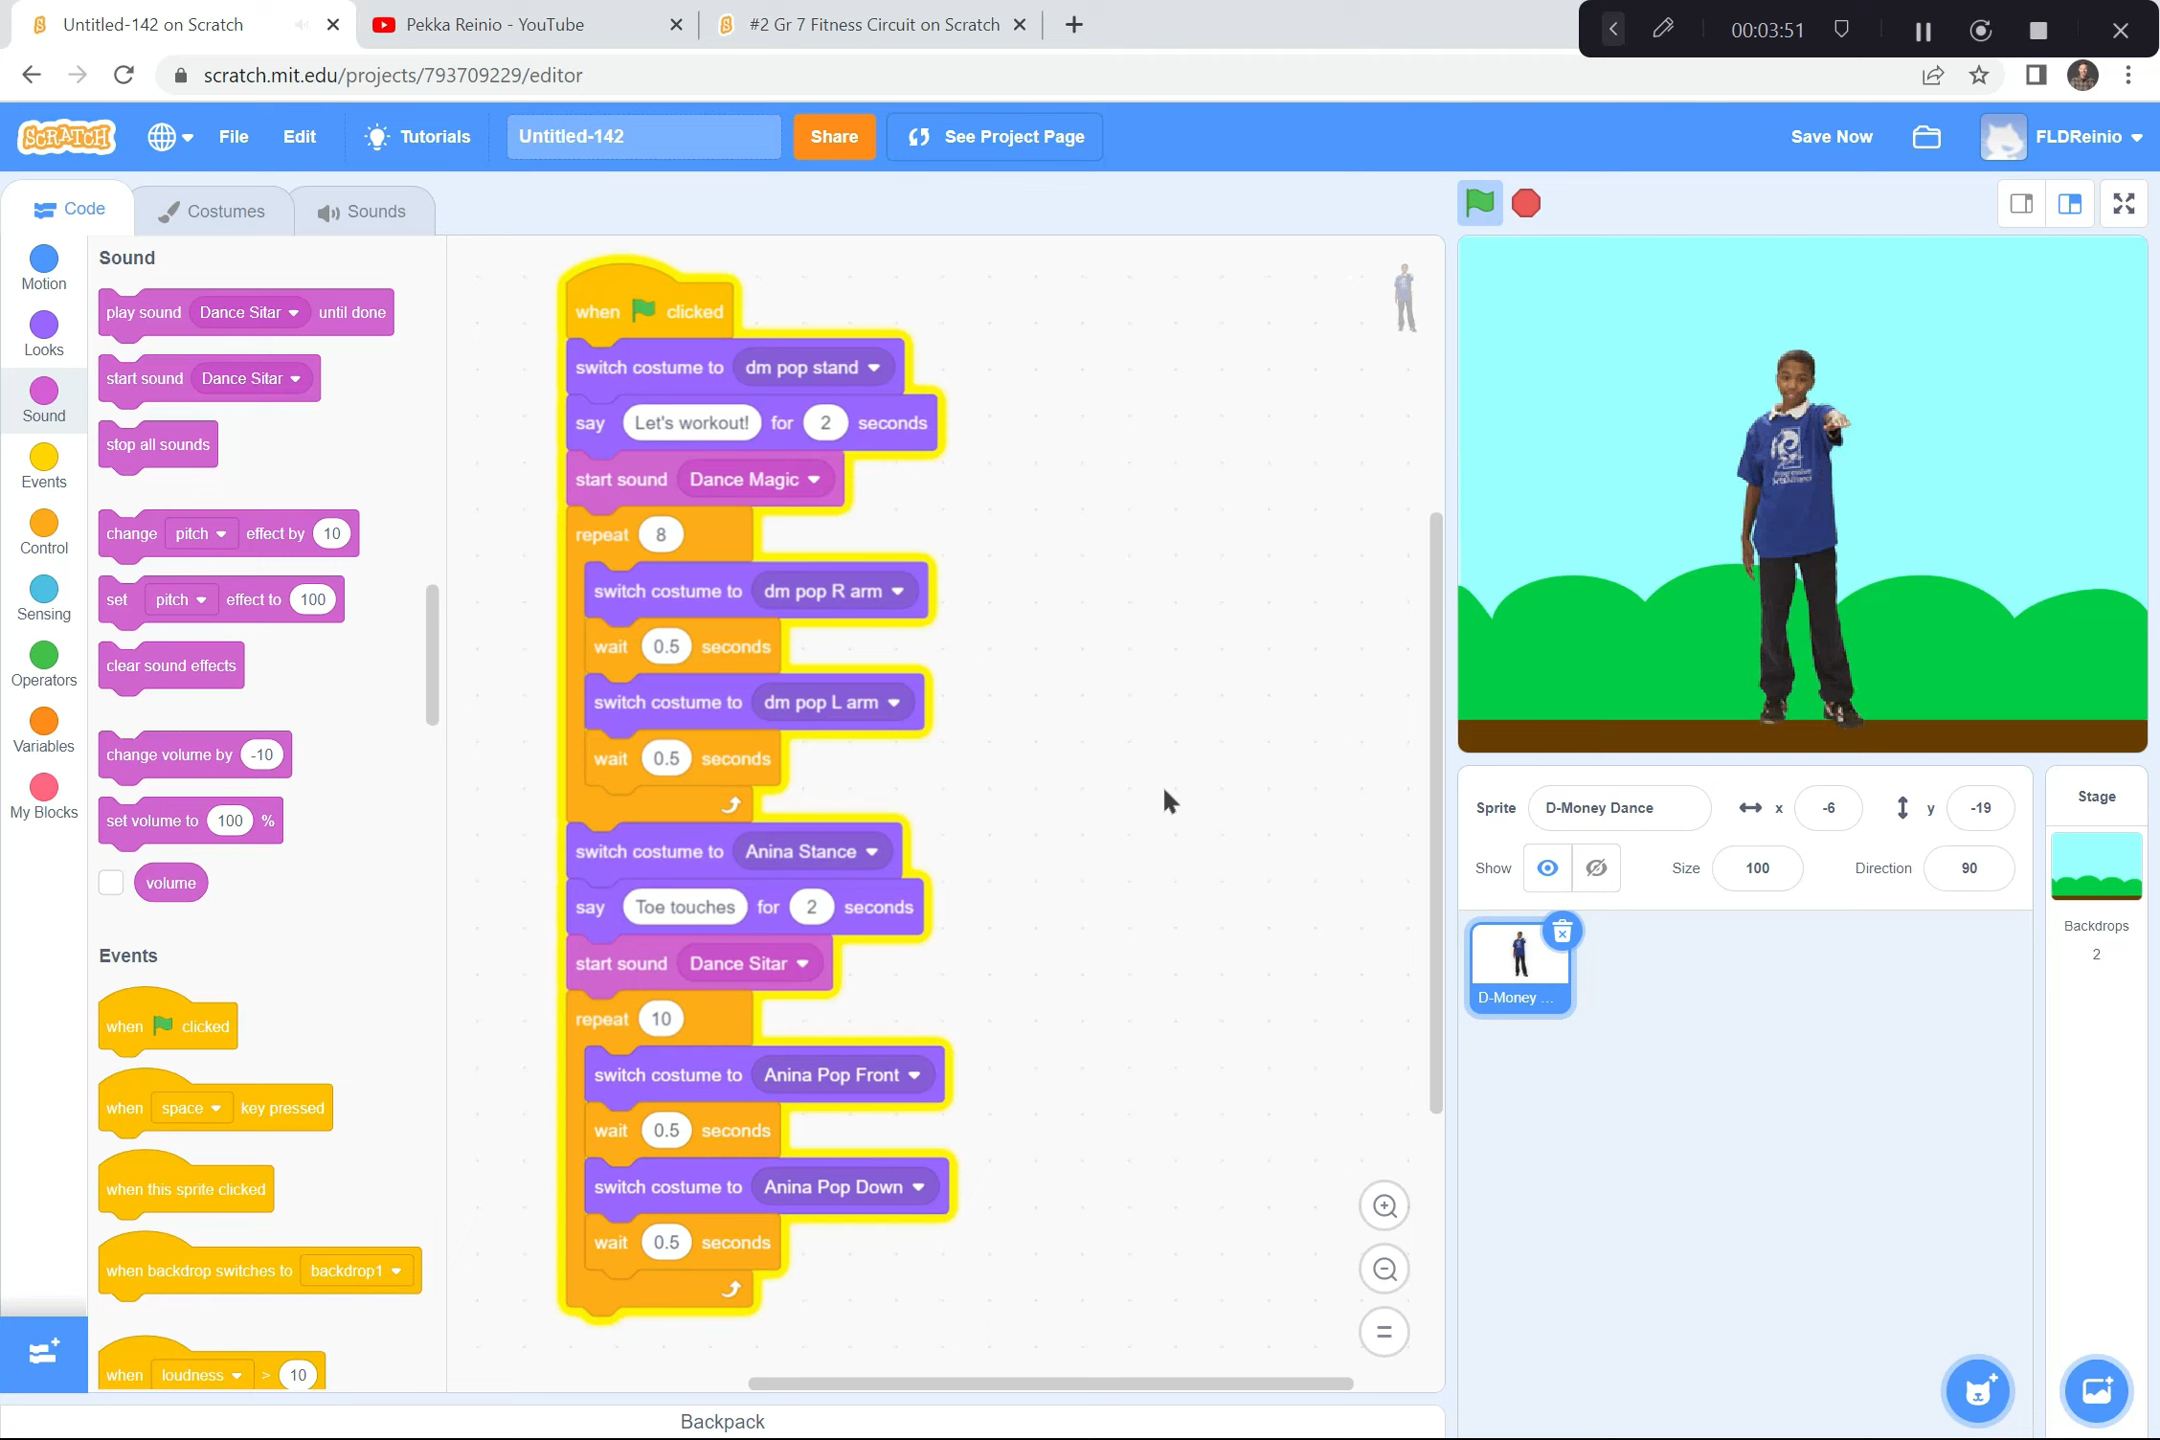 Untitled-142 on Scratch
Pekka Reinio - YouTube
#2 Gr 7 Fitness Circuit on Scratch
00:03:51
scratch.mit.edu/projects/793709229/editor
SCRATCH
File
Edit
Tutorials
Untitled-142
Share
See Project Page
Save Now
FLDReinio
Code
Costumes
Sounds
Motion
Looks
Sound
Events
Control
Sensing
Operators
Variables
My Blocks
Sound
play sound Dance Sitar until done
start sound Dance Sitar
stop all sounds
change pitch effect by 10
set pitch effect to 100
clear sound effects
change volume by -10
set volume to 100 %
volume
Events
when clicked
when space key pressed
when this sprite clicked
when backdrop switches to backdrop1
when loudness > 10
when clicked
switch costume to dm pop stand
say Let's workout! for 2 seconds
start sound Dance Magic
repeat 8
switch costume to dm pop R arm
wait 0.5 seconds
switch costume to dm pop L arm
wait 0.5 seconds
switch costume to Anina Stance
say Toe touches for 2 seconds
start sound Dance Sitar
repeat 10
switch costume to Anina Pop Front
wait 0.5 seconds
switch costume to Anina Pop Down
wait 0.5 seconds
Backpack
Sprite D-Money Dance x -6 y -19
Show Size 100 Direction 90
D-Money ...
Stage
Backdrops
2